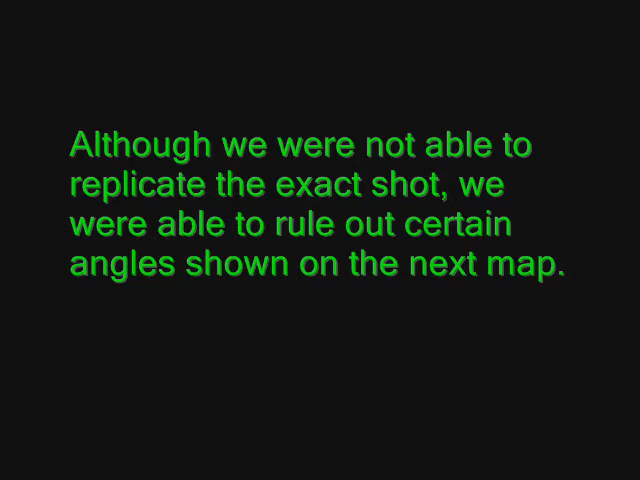 Although we were not able to
replicate the exact shot, we
were able to rule out certain
angles shown on the next map.